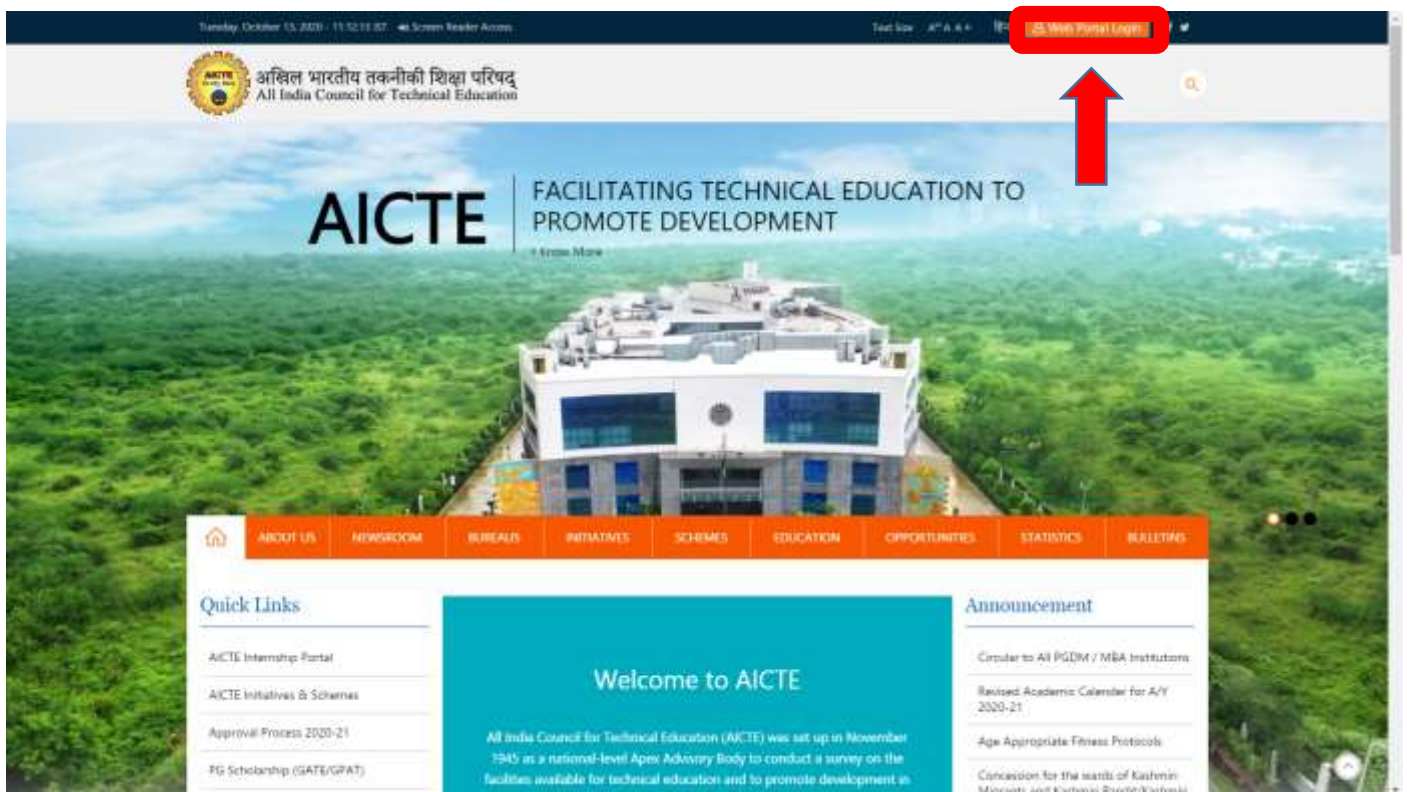 Tuesday, October 13, 2020 - Screen Reader Access
Text Size A+ A A+
Web Portal Login
AICTE
अखिल भारतीय तकनीकी शिक्षा परिषद्
All India Council for Technical Education
AICTE
FACILITATING TECHNICAL EDUCATION TO
PROMOTE DEVELOPMENT
+ Know More
ABOUT US NEWSROOM BUREAUS INITIATIVES SCHEMES EDUCATION OPPORTUNITIES STATISTICS BULLETINS
Quick Links
AICTE Internship Portal
AICTE Initiatives & Schemes
Approval Process 2020-21
PG Scholarship (GATE/GPAT)
Welcome to AICTE
All India Council for Technical Education (AICTE) was set up in November
1945 as a national-level Apex Advisory Body to conduct a survey on the
facilities available for technical education and to promote development in
Announcement
Circular to All PGDM / MBA Institutions
Revised Academic Calender for A/Y
2020-21
Age Appropriate Fitness Protocols
Concession for the wards of Kashmiri
Migrants and Kashmiri Pandit/Kashmiri